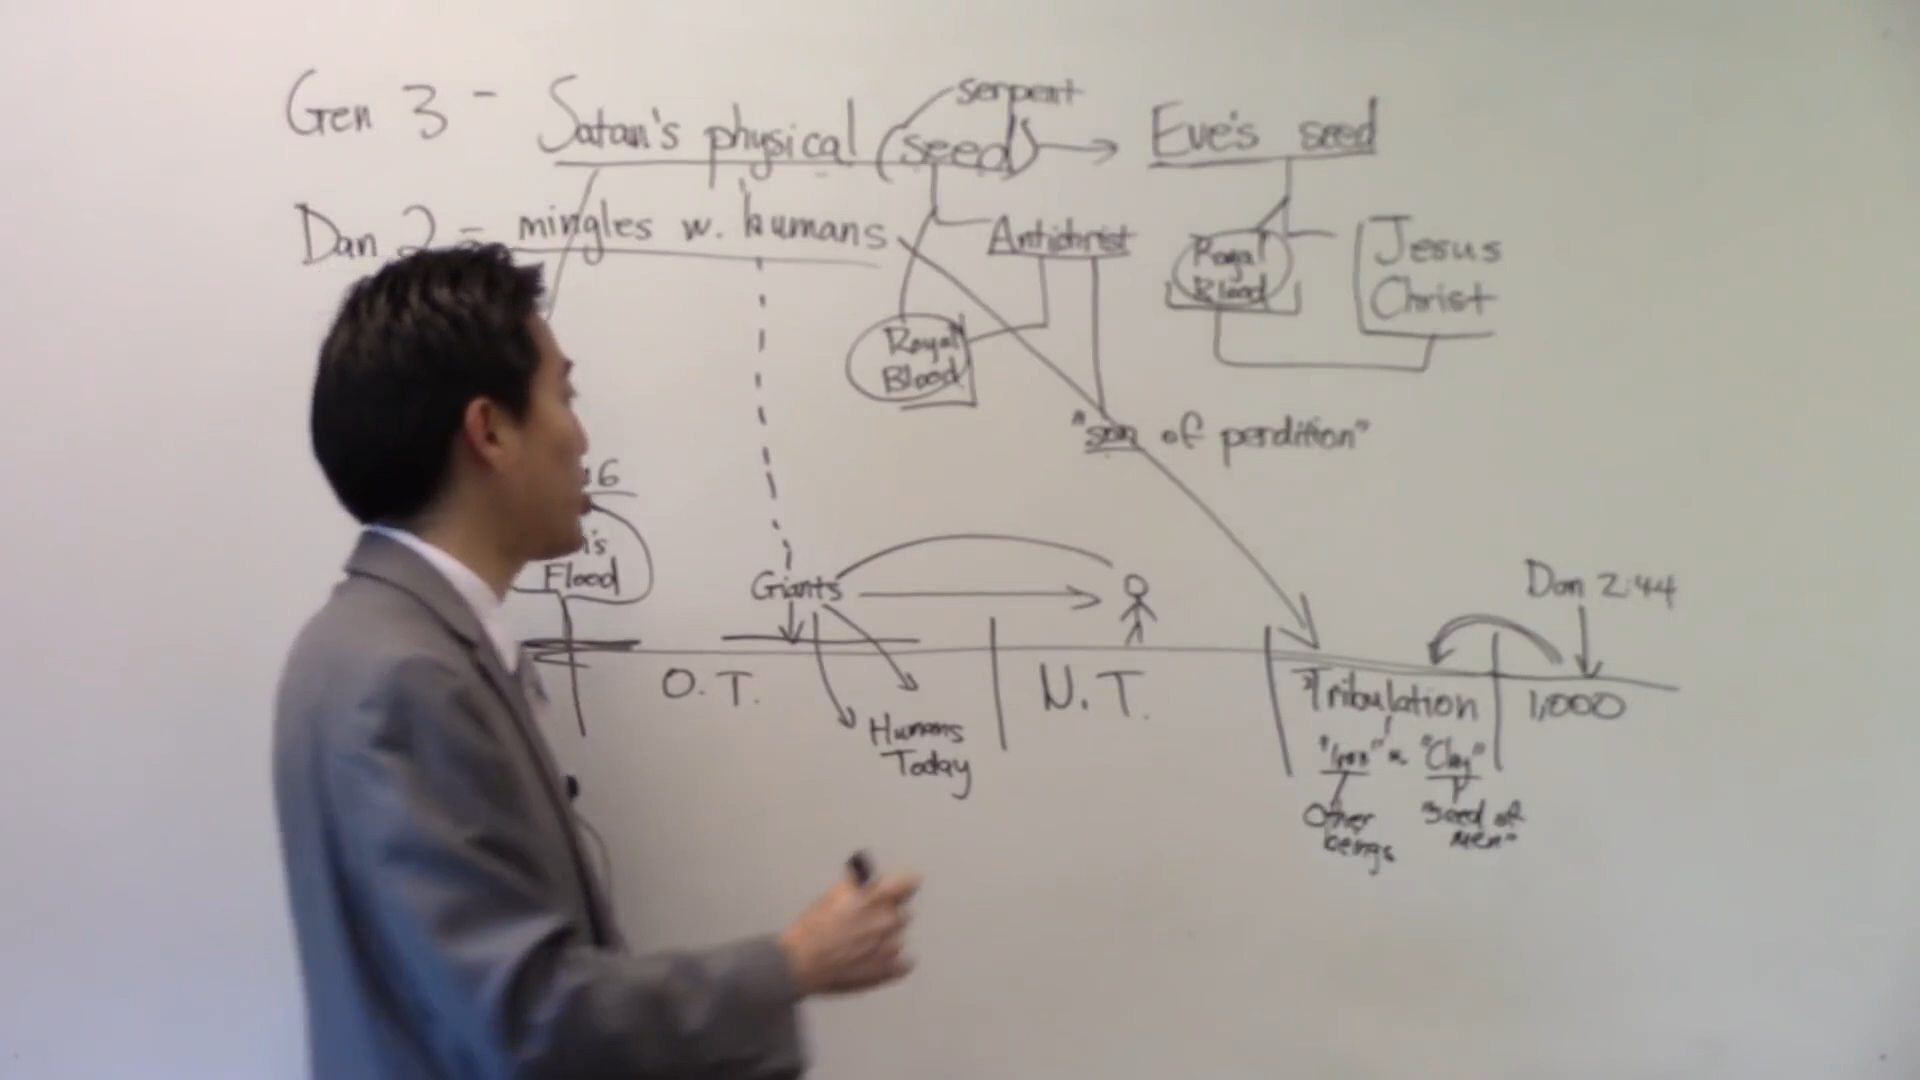 serpent
Gen 3 - Satan's physical (seed) Eve's seed
Dan 2 - mingles w. humans
Antichrist
Royal
Blood
Jesus
Christ
Royal
Blood
"son of perdition"
6
Flood
Giants
Dan 2:44
O.T.
N.T.
Tribulation
1,000
Humans
Today
"Iron" "Clay"
Other
beings
"seed of
men"